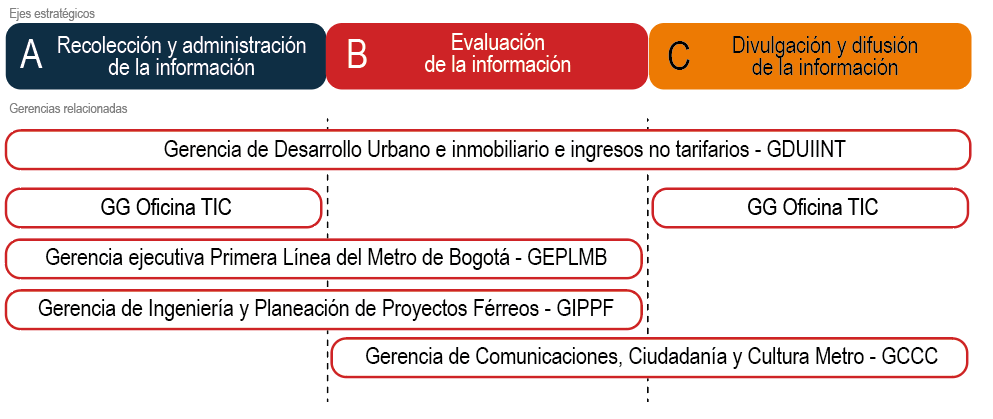 Ejes estratégicos
A
Recolección y administración
de la información
B
Evaluación
de la información
C
Divulgación y difusión
de la información
Gerencias relacionadas
Gerencia de Desarrollo Urbano e inmobiliario e ingresos no tarifarios - GDUIINT
GG Oficina TIC
GG Oficina TIC
Gerencia ejecutiva Primera Línea del Metro de Bogotá - GEPLMB
Gerencia de Ingeniería y Planeación de Proyectos Férreos - GIPPF
Gerencia de Comunicaciones, Ciudadanía y Cultura Metro - GCCC